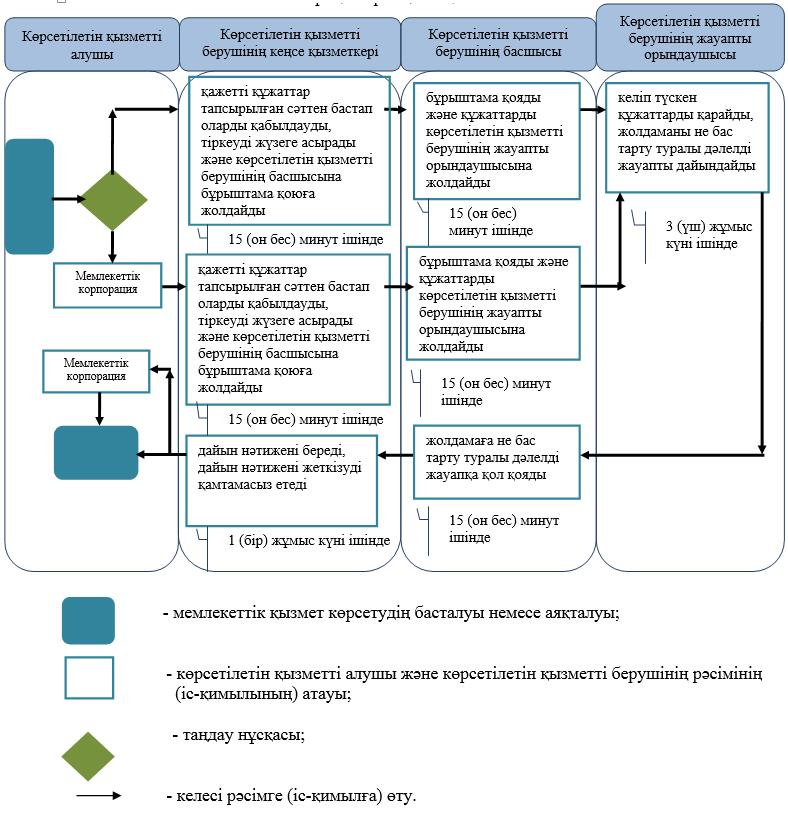 Көрсетілетін қызметті
алушы
Көрсетілетін қызметті
берушінің кеңсе қызметкері
Көрсетілетін қызметті
берушінің басшысы
Көрсетілетін қызметті
берушінің жауапты
орындаушысы
қажетті құжаттар
тапсырылған сәттен бастап
оларды қабылдауды,
тіркеуді жүзеге асырады
және көрсетілетін қызметті
берушінің басшысына
бұрыштама қоюға
жолдайды
15 (он бес) минут ішінде
бұрыштама қояды
және құжаттарды
көрсетілетін қызметті
берушінің жауапты
орындаушысына
жолдайды
15 (он бес)
минут ішінде
келіп түскен
құжаттарды қарайды,
жолдаманы не бас
тарту туралы дәлелді
жауапты дайындайды
3 (үш) жұмыс
күні ішінде
Мемлекеттік
корпорация
қажетті құжаттар
тапсырылған сәттен бастап
оларды қабылдауды,
тіркеуді жүзеге асырады
және көрсетілетін қызметті
берушінің басшысына
бұрыштама қоюға
жолдайды
15 (он бес) минут ішінде
бұрыштама қояды және
құжаттарды
көрсетілетін қызметті
берушінің жауапты
орындаушысына
жолдайды
15 (он бес) минут
ішінде
Мемлекеттік
корпорация
дайын нәтижені береді,
дайын нәтижені жеткізуді
қамтамасыз етеді
1 (бір) жұмыс күні ішінде
жолдамаға не бас
тарту туралы дәлелді
жауапқа қол қояды
15 (он бес) минут
ішінде
- мемлекеттік қызмет көрсетудің басталуы немесе аяқталуы;
- көрсетілетін қызметті алушы және көрсетілетін қызметті берушінің рәсімінің
(іс-қимылының) атауы;
- таңдау нұсқасы;
- келесі рәсімге (іс-қимылға) өту.